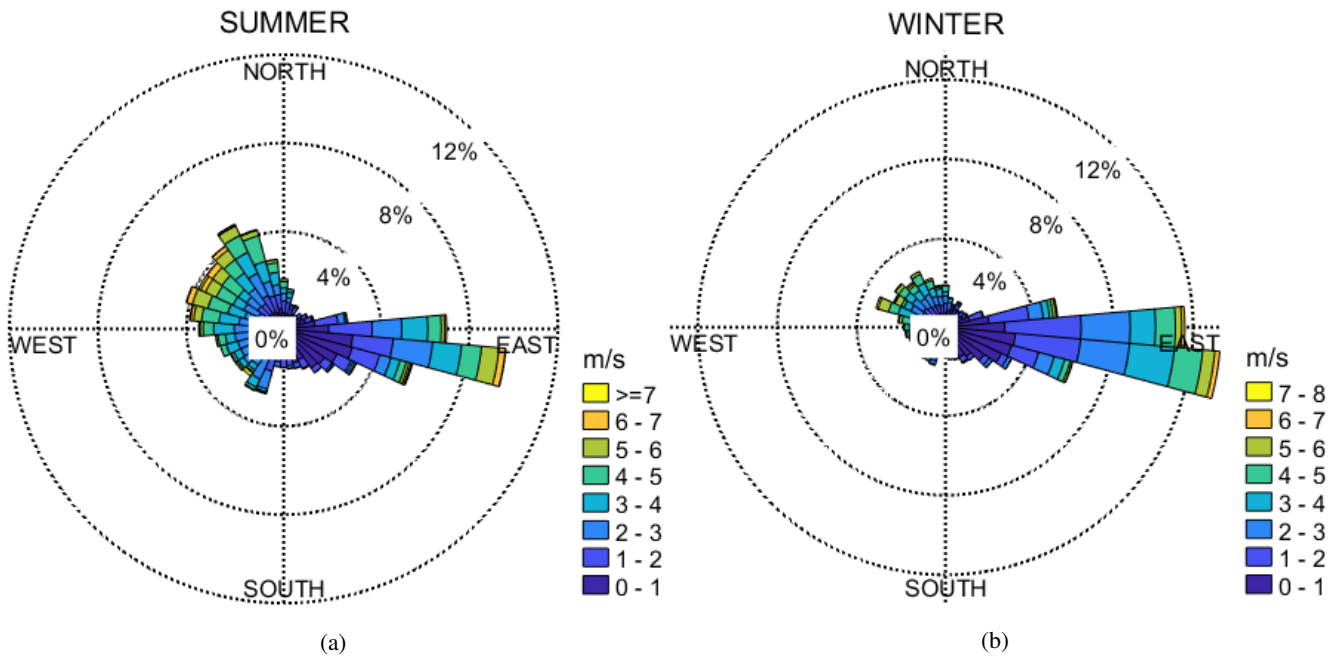 SUMMER
NORTH
12%
8%
4%
0%
WEST
EAST
SOUTH
m/s
>=7
6 - 7
5 - 6
4 - 5
3 - 4
2 - 3
1 - 2
0 - 1
(a)
WINTER
NORTH
12%
8%
4%
0%
WEST
EAST
SOUTH
m/s
7 - 8
6 - 7
5 - 6
4 - 5
3 - 4
2 - 3
1 - 2
0 - 1
(b)